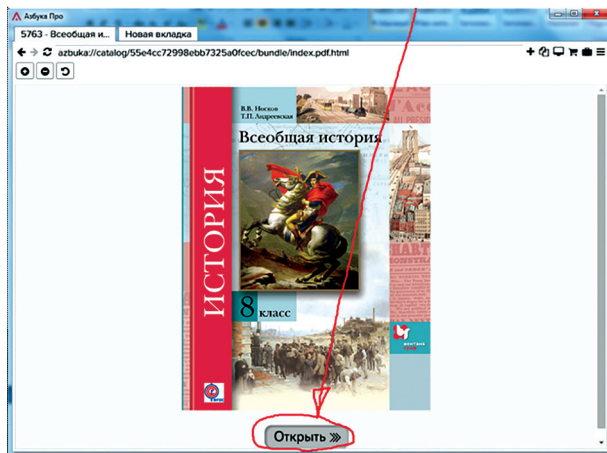 Азбука Про
5763 - Всеобщая и...
Новая вкладка
azbuka://catalog/55e4cc72998ebb7325a0fcec/bundle/index.pdf.html
В.В. Носков
Т.П. Андреевская
Всеобщая история
ИСТОРИЯ
8 класс
Открыть